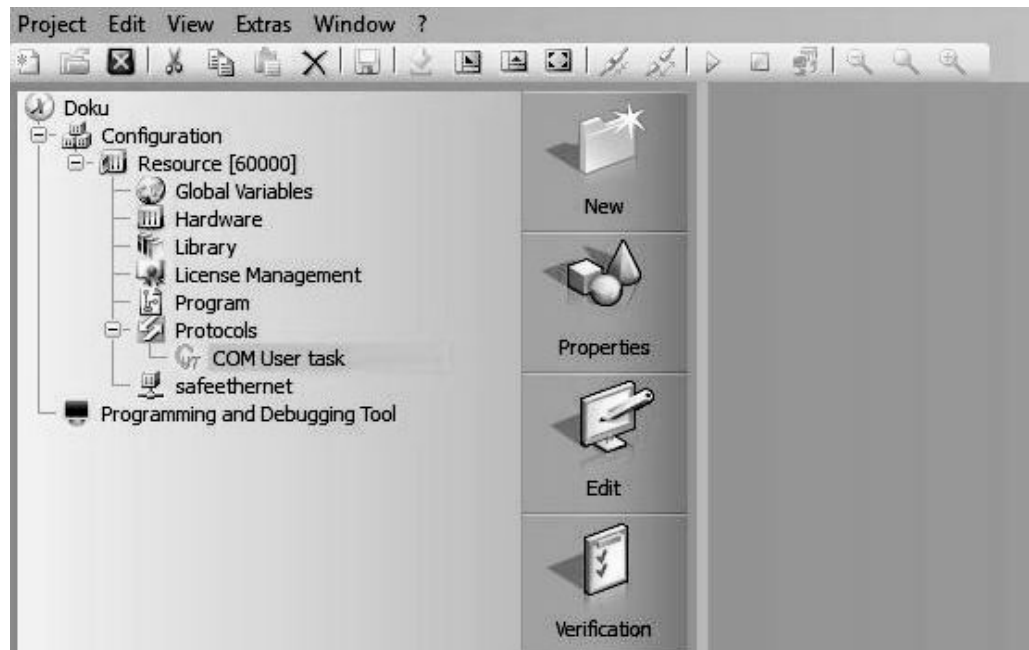 Project Edit View Extras Window ?
Doku
Configuration
Resource [60000]
Global Variables
Hardware
Library
License Management
Program
Protocols
COM User task
safeethernet
Programming and Debugging Tool
New
Properties
Edit
Verification